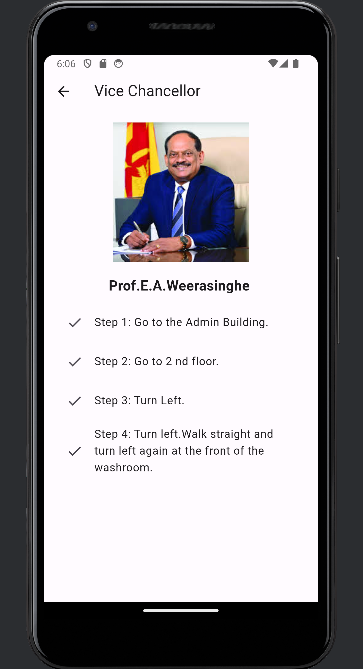 6:06
Vice Chancellor
Prof.E.A.Weerasinghe
Step 1: Go to the Admin Building.
Step 2: Go to 2 nd floor.
Step 3: Turn Left.
Step 4: Turn left.Walk straight and
turn left again at the front of the
washroom.